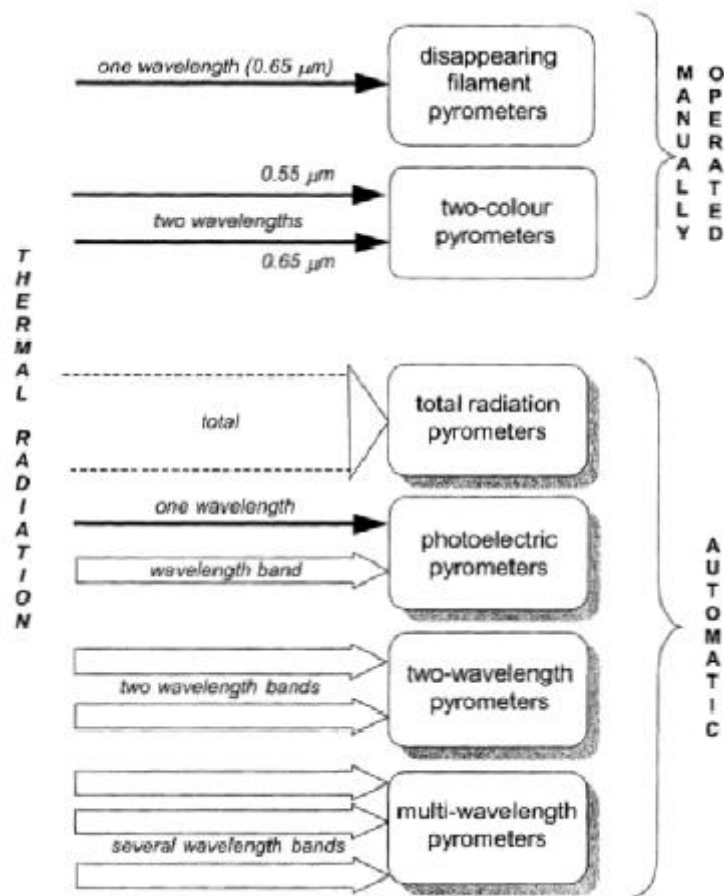 one wavelength (0.65 µm)
disappearing
filament
pyrometers
0.55 µm
two wavelengths
0.65 µm
two-colour
pyrometers
MANUALLY
OPERATED
THERMAL RADIATION
total
total radiation
pyrometers
one wavelength
wavelength band
photoelectric
pyrometers
two wavelength bands
two-wavelength
pyrometers
several wavelength bands
multi-wavelength
pyrometers
AUTOMATIC